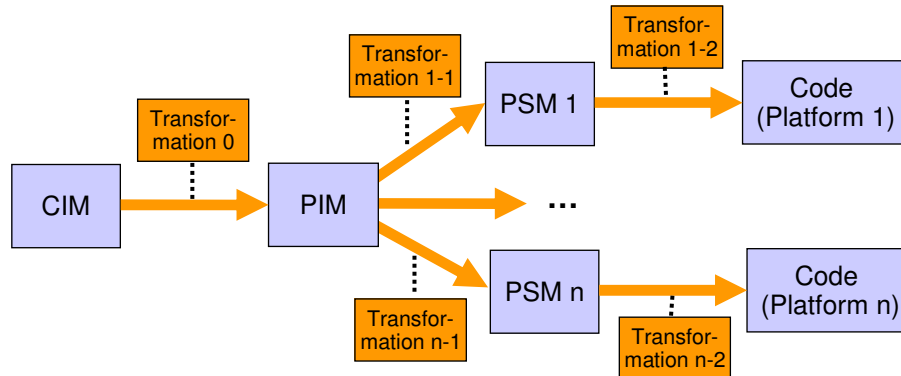 Transfor-
mation 1-1
Transfor-
mation 1-2
PSM 1
Code
(Platform 1)
Transfor-
mation 0
CIM
PIM
...
PSM n
Code
(Platform n)
Transfor-
mation n-1
Transfor-
mation n-2